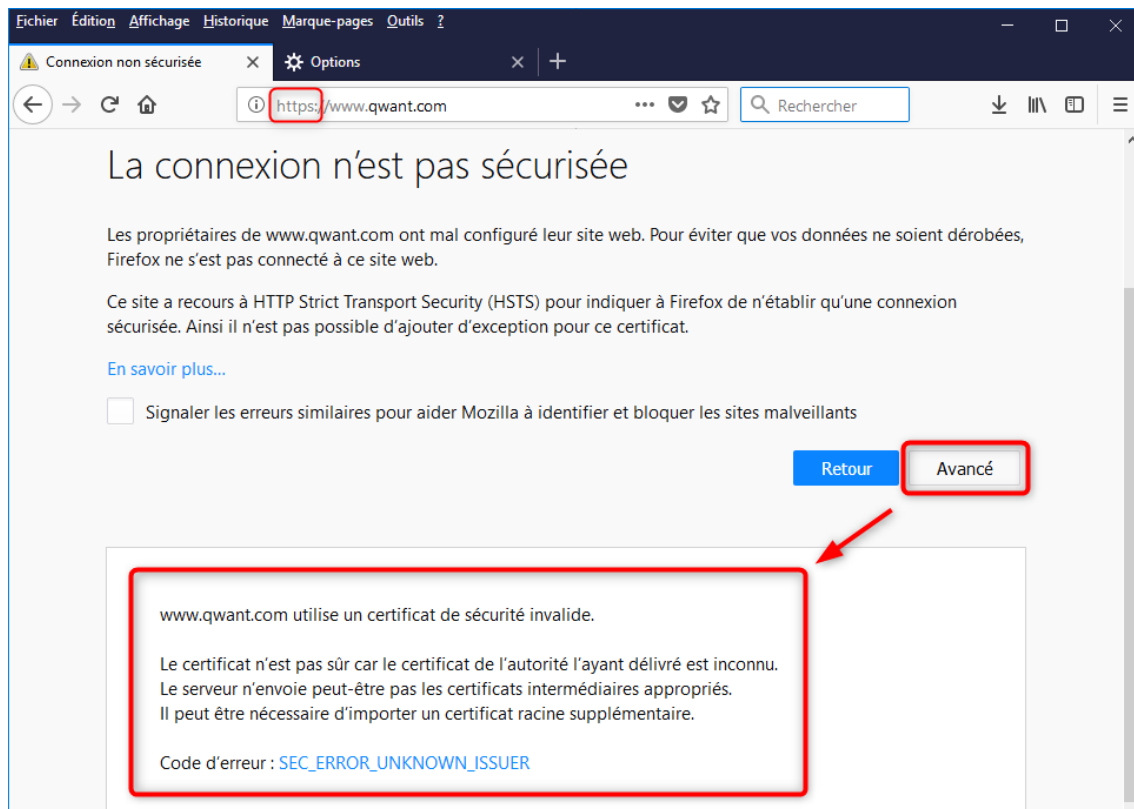 Fichier Édition Affichage Historique Marque-pages Outils ?
Connexion non sécurisée Options
https://www.qwant.com Rechercher
La connexion n’est pas sécurisée
Les propriétaires de www.qwant.com ont mal configuré leur site web. Pour éviter que vos données ne soient dérobées,
Firefox ne s’est pas connecté à ce site web.
Ce site a recours à HTTP Strict Transport Security (HSTS) pour indiquer à Firefox de n’établir qu’une connexion
sécurisée. Ainsi il n’est pas possible d’ajouter d’exception pour ce certificat.
En savoir plus...
Signaler les erreurs similaires pour aider Mozilla à identifier et bloquer les sites malveillants
Retour Avancé
www.qwant.com utilise un certificat de sécurité invalide.
Le certificat n’est pas sûr car le certificat de l’autorité l’ayant délivré est inconnu.
Le serveur n’envoie peut-être pas les certificats intermédiaires appropriés.
Il peut être nécessaire d’importer un certificat racine supplémentaire.
Code d’erreur : SEC_ERROR_UNKNOWN_ISSUER